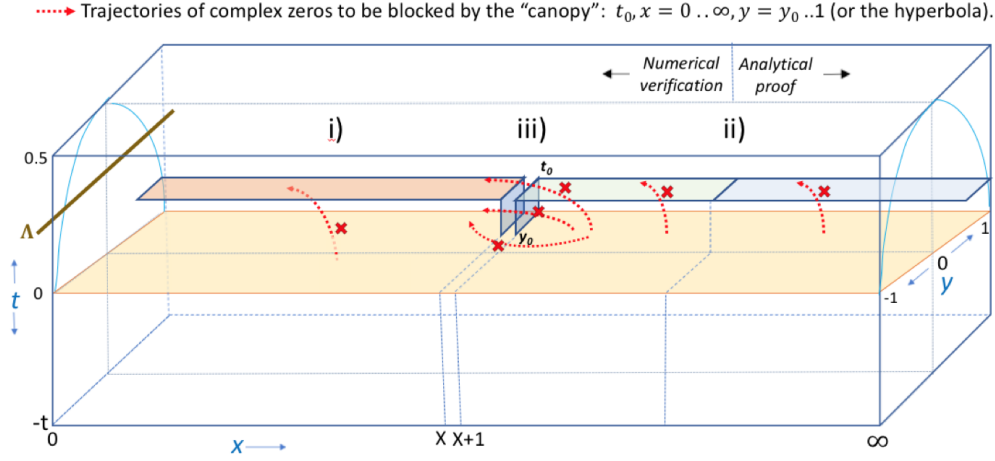 Trajectories of complex zeros to be blocked by the “canopy”: t₀, x = 0 . . ∞, y = y₀ ..1 (or the hyperbola).
Numerical Analytical
verification proof
i) iii) ii)
0.5
t₀
Λ
y₀
1
0
t
0
-1
y
-t
0
X X+1
∞
x